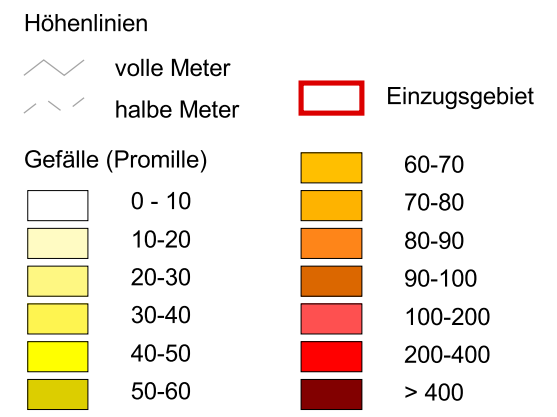 Höhenlinien
volle Meter
halbe Meter
Einzugsgebiet
Gefälle (Promille)
0 - 10
10-20
20-30
30-40
40-50
50-60
60-70
70-80
80-90
90-100
100-200
200-400
> 400